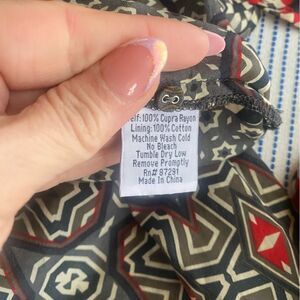 elf: 100% Cupra Rayon
Lining: 100% Cotton
Machine Wash Cold
No Bleach
Tumble Dry Low
Remove Promptly
Rn# 87291
Made In China